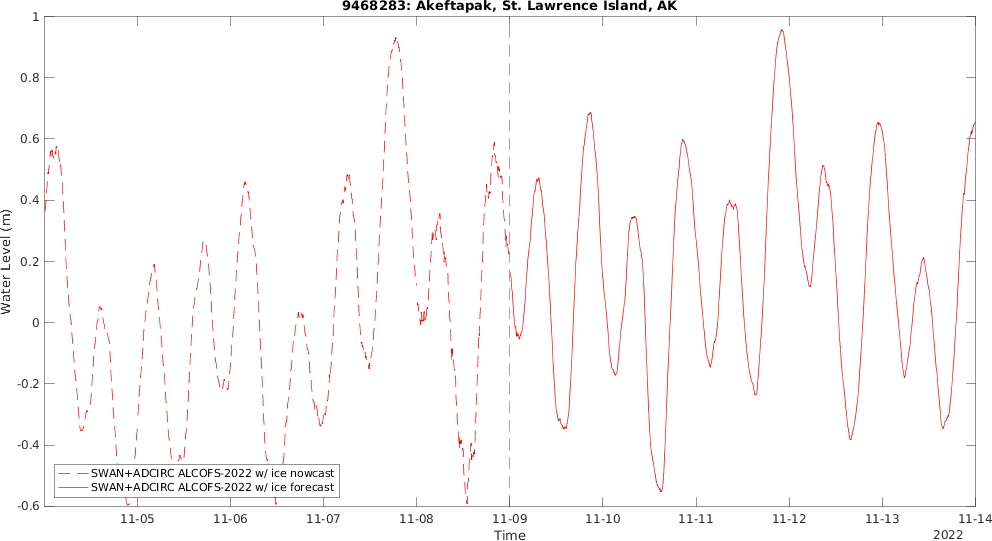 9468283: Akeftapak, St. Lawrence Island, AK
1
0.8
0.6
0.4
0.2
0
-0.2
-0.4
-0.6
Water Level (m)
SWAN+ADCIRC ALCOFS-2022 w/ ice nowcast
SWAN+ADCIRC ALCOFS-2022 w/ ice forecast
11-05 11-06 11-07 11-08 11-09 11-10 11-11 11-12 11-13 11-14
Time
2022